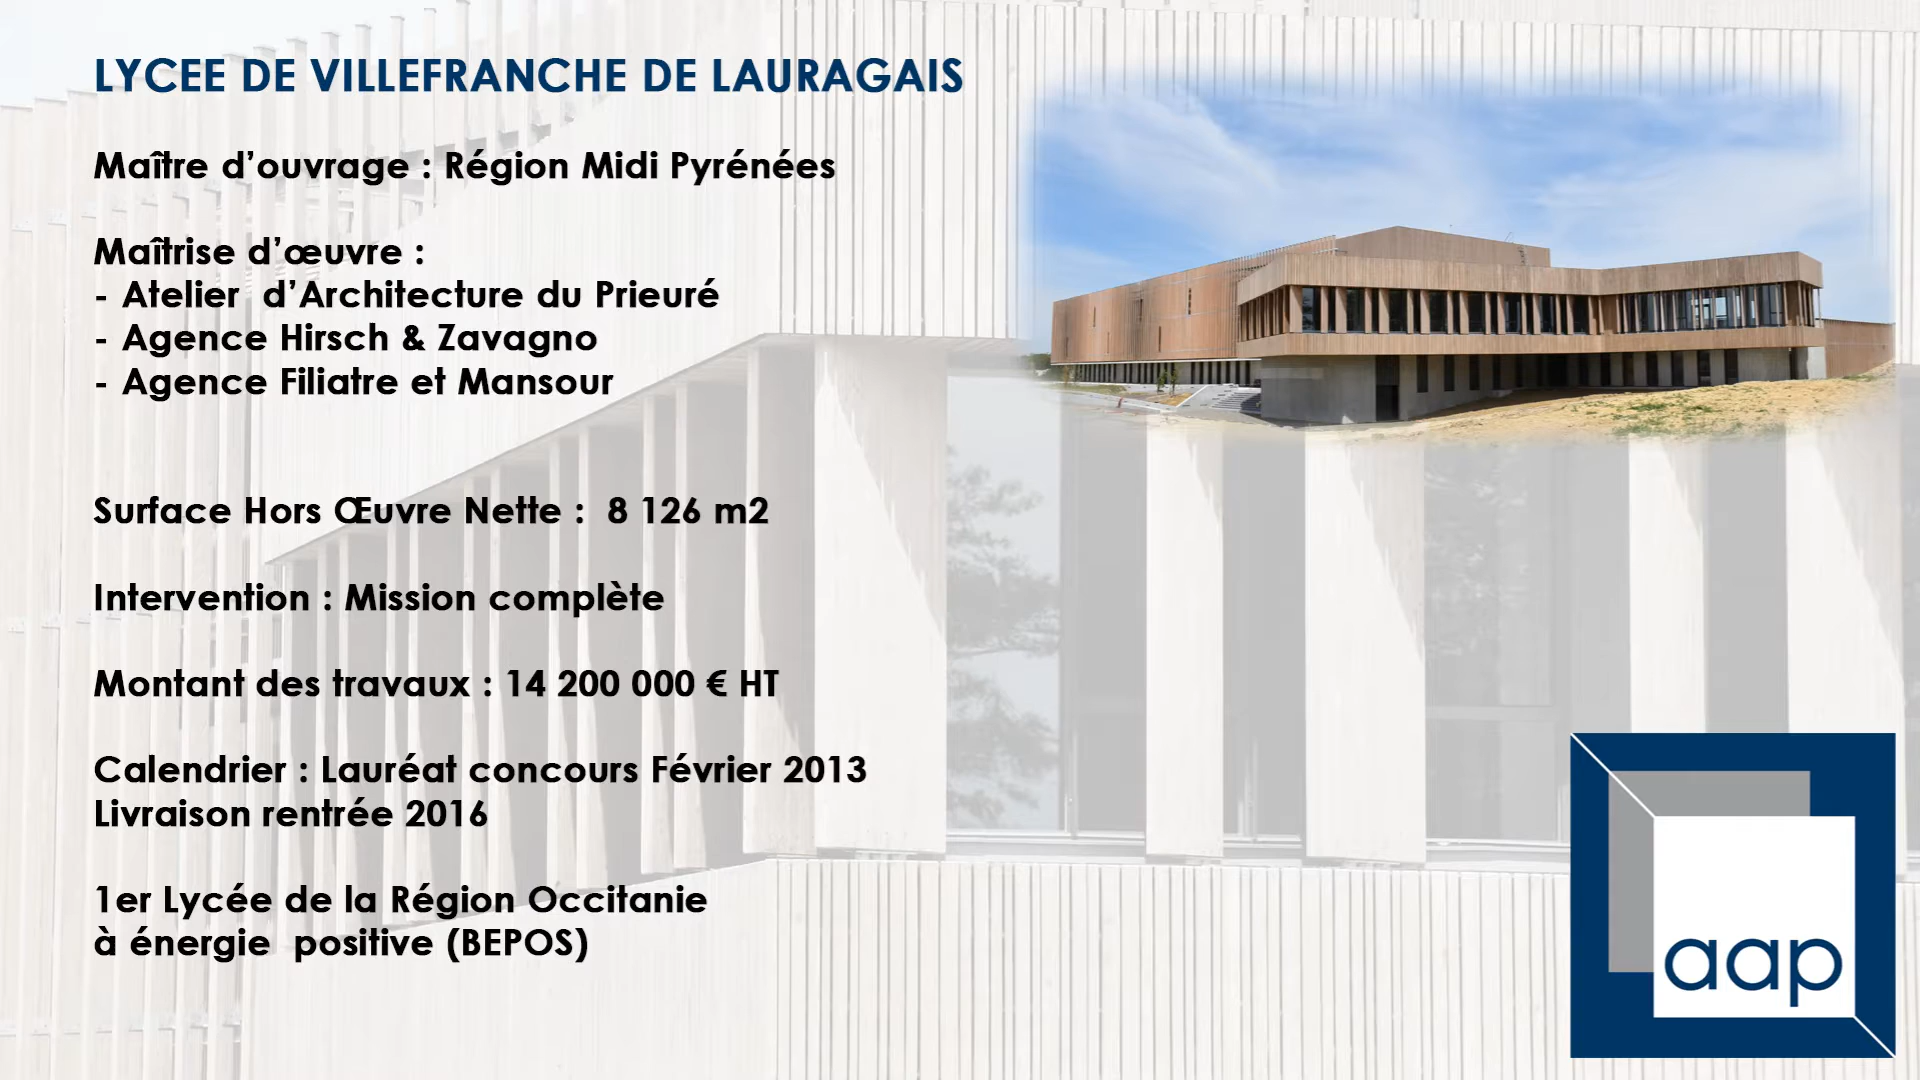 LYCEE DE VILLEFRANCHE DE LAURAGAIS
Maître d’ouvrage : Région Midi Pyrénées
Maîtrise d’œuvre :
- Atelier  d’Architecture du Prieuré
- Agence Hirsch & Zavagno
- Agence Filiatre et Mansour
Surface Hors Œuvre Nette :  8 126 m2
Intervention : Mission complète
Montant des travaux : 14 200 000 € HT
Calendrier : Lauréat concours Février 2013
Livraison rentrée 2016
1er Lycée de la Région Occitanie
à énergie  positive (BEPOS)
aap